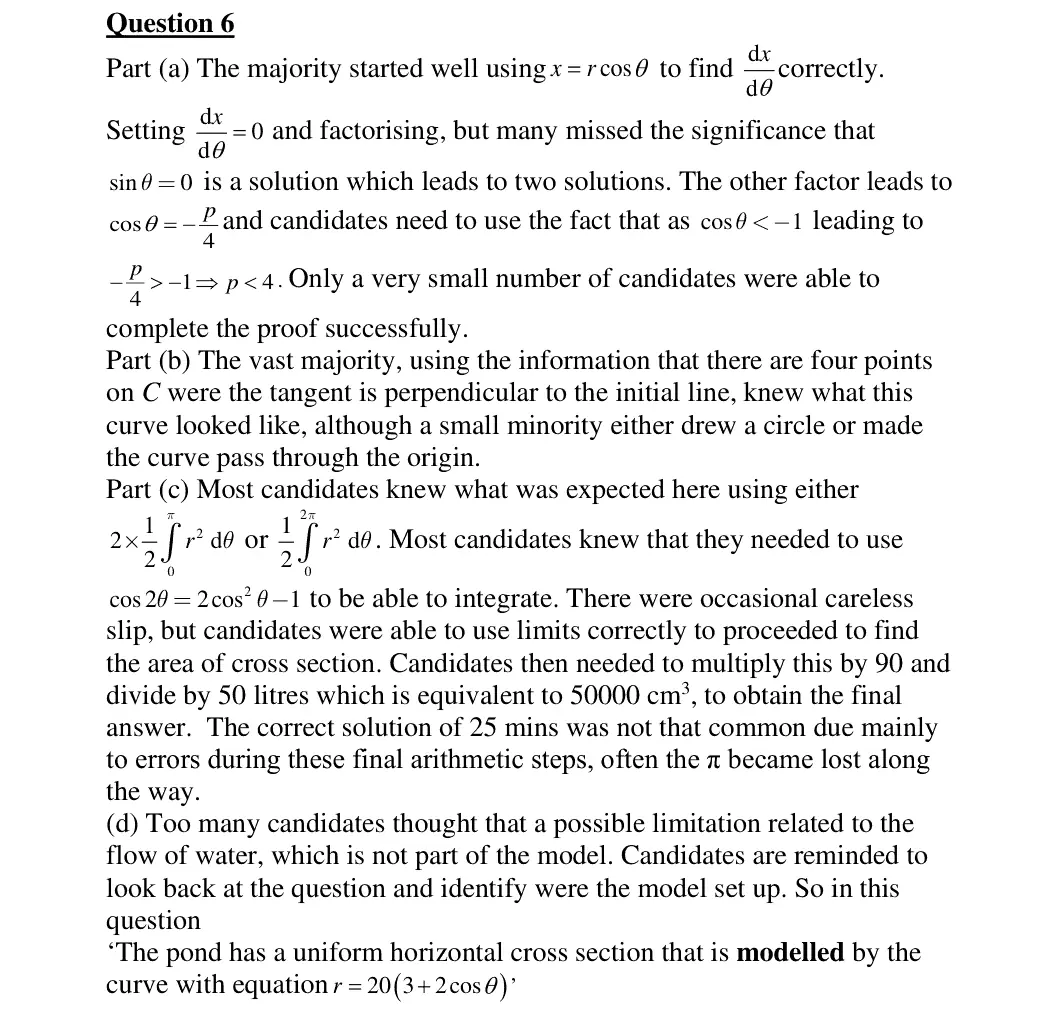 Question 6
Part (a) The majority started well using x = r cos θ to find dx/dθ correctly.
Setting dx/dθ = 0 and factorising, but many missed the significance that
sin θ = 0 is a solution which leads to two solutions. The other factor leads to
cos θ = −p/4 and candidates need to use the fact that as cos θ < −1 leading to
−p/4 > −1 ⇒ p < 4. Only a very small number of candidates were able to
complete the proof successfully.
Part (b) The vast majority, using the information that there are four points
on C were the tangent is perpendicular to the initial line, knew what this
curve looked like, although a small minority either drew a circle or made
the curve pass through the origin.
Part (c) Most candidates knew what was expected here using either
2×1/2∫₀^π r² dθ or 1/2∫₀^2π r² dθ. Most candidates knew that they needed to use
cos 2θ = 2cos² θ −1 to be able to integrate. There were occasional careless
slip, but candidates were able to use limits correctly to proceeded to find
the area of cross section. Candidates then needed to multiply this by 90 and
divide by 50 litres which is equivalent to 50000 cm³, to obtain the final
answer. The correct solution of 25 mins was not that common due mainly
to errors during these final arithmetic steps, often the π became lost along
the way.
(d) Too many candidates thought that a possible limitation related to the
flow of water, which is not part of the model. Candidates are reminded to
look back at the question and identify were the model set up. So in this
question
‘The pond has a uniform horizontal cross section that is modelled by the
curve with equation r = 20(3+2cos θ)’